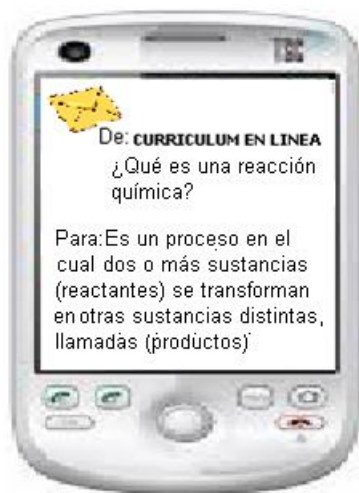 De: CURRICULUM EN LINEA
¿Qué es una reacción
química?
Para:Es un proceso en el
cual dos o más sustancias
(reactantes) se transforman
en otras sustancias distintas,
llamadas (productos)